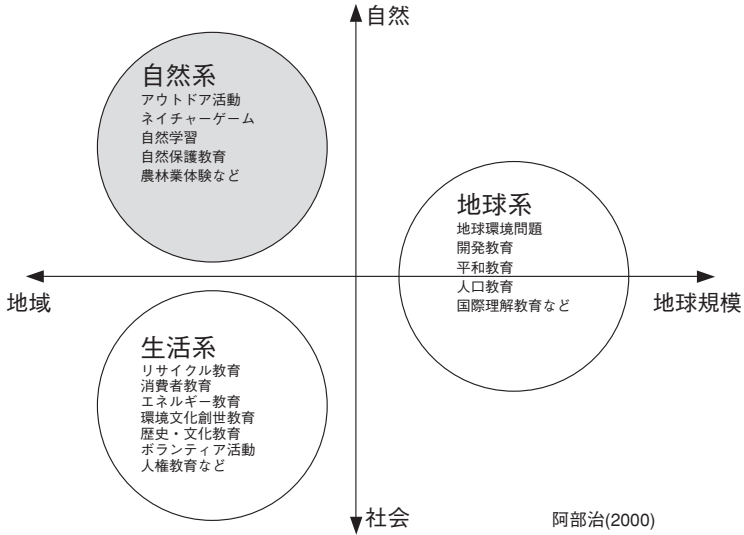 自然
自然系
アウトドア活動
ネイチャーゲーム
自然学習
自然保護教育
農林業体験など
地球系
地球環境問題
開発教育
平和教育
人口教育
国際理解教育など
地域
地球規模
生活系
リサイクル教育
消費者教育
エネルギー教育
環境文化創世教育
歴史・文化教育
ボランティア活動
人権教育など
社会
阿部治(2000)